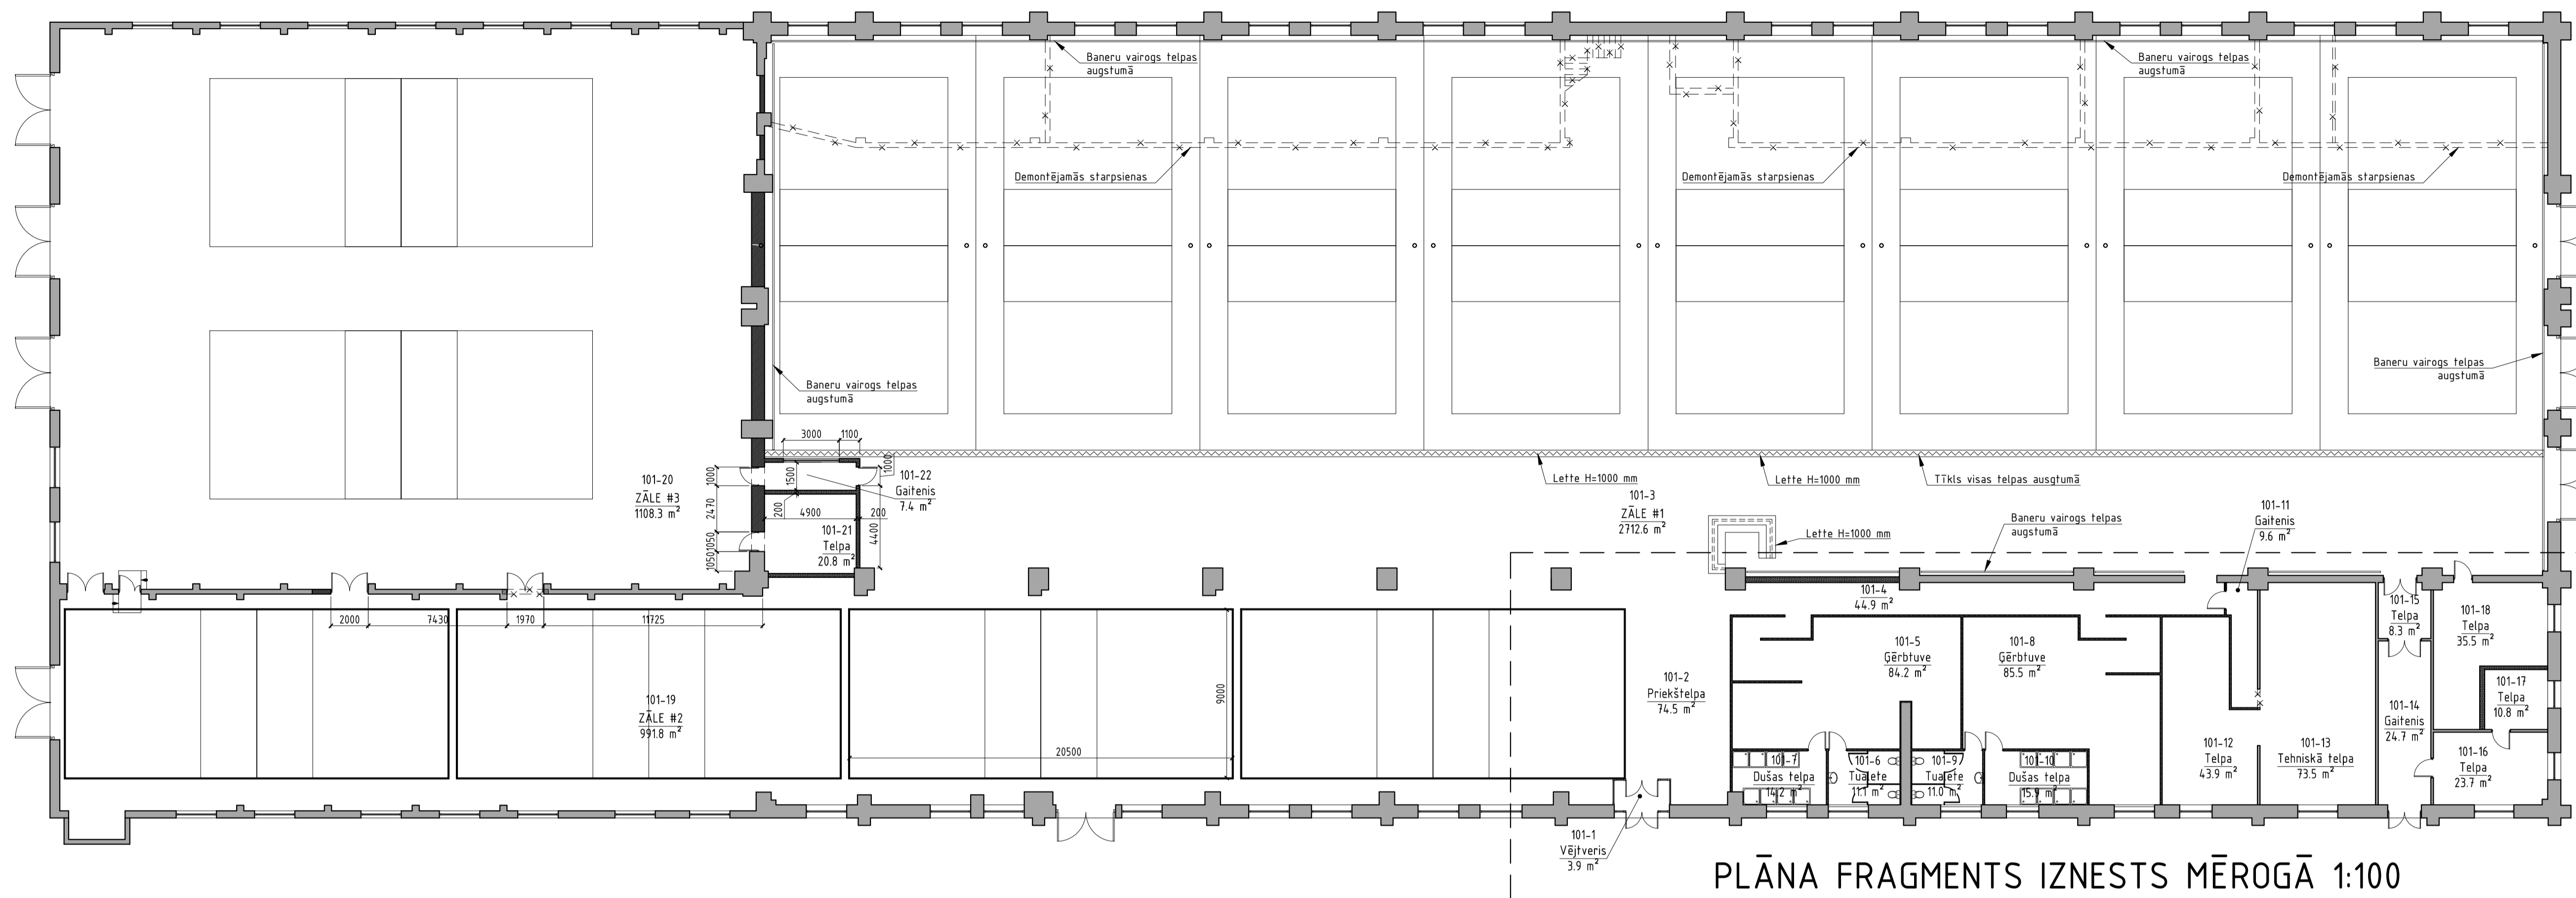 Baneru vairogs telpas
augstumā
Baneru vairogs telpas
augstumā
Demontējamās starpsienas
Demontējamās starpsienas
Demontējamās starpsienas
Baneru vairogs telpas
augstumā
Baneru vairogs telpas
augstumā
3000
1100
1000
1500
1000
2470
1050
1050
200
4900
200
4400
101-20
ZĀLE #3
1108.3 m²
101-22
Gaitenis
7.4 m²
101-21
Telpa
20.8 m²
Lette H=1000 mm
Lette H=1000 mm
Tīkls visas telpas ausgtumā
101-3
ZĀLE #1
2712.6 m²
Lette H=1000 mm
Baneru vairogs telpas
augstumā
101-11
Gaitenis
9.6 m²
2000
7430
1970
11725
101-19
ZĀLE #2
991.8 m²
20500
9000
101-2
Priekštelpa
74.5 m²
101-4
44.9 m²
101-5
Ģērbtuve
84.2 m²
101-8
Ģērbtuve
85.5 m²
101-15
Telpa
8.3 m²
101-18
Telpa
35.5 m²
101-17
Telpa
10.8 m²
101-14
Gaitenis
24.7 m²
101-12
Telpa
43.9 m²
101-13
Tehniskā telpa
73.5 m²
101-16
Telpa
23.7 m²
101-7
Dušas telpa
14.2 m²
101-6
Tualete
11.1 m²
101-9
Tualete
11.0 m²
101-10
Dušas telpa
15.9 m²
101-1
Vējtveris
3.9 m²
PLĀNA FRAGMENTS IZNESTS MĒROGĀ 1:100